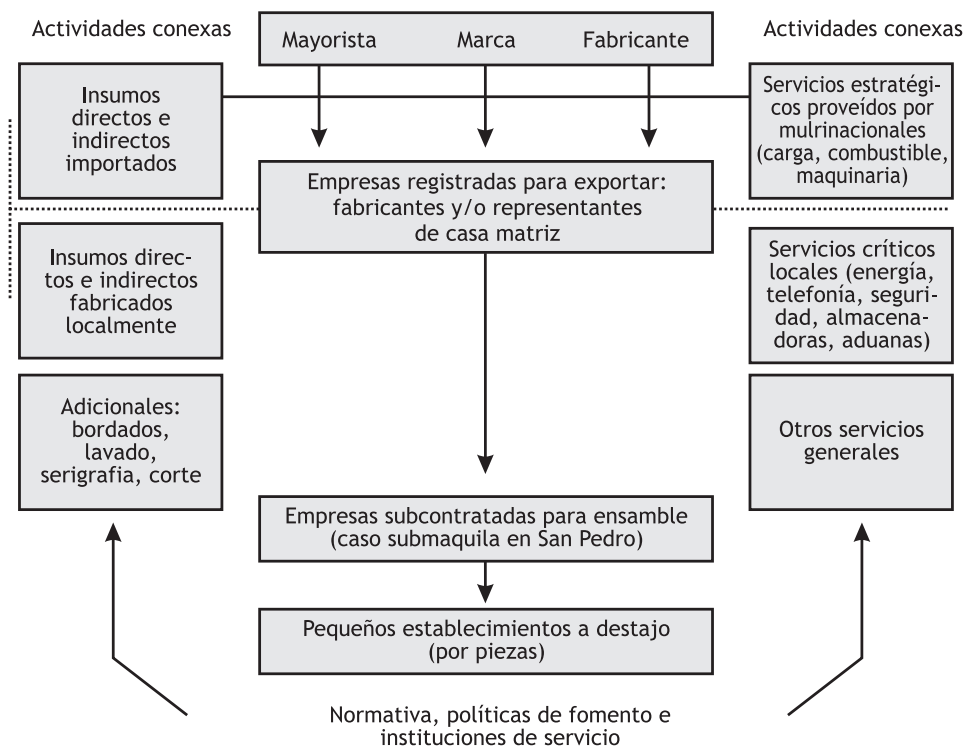 Actividades conexas
Mayorista Marca Fabricante
Actividades conexas
Insumos
directos e
indirectos
importados
Servicios estratégi-
cos proveídos por
mulrinacionales
(carga, combustible,
maquinaria)
Empresas registradas para exportar:
fabricantes y/o representantes
de casa matriz
Insumos direc-
tos e indirectos
fabricados
localmente
Servicios críticos
locales (energía,
telefonía, seguri-
dad, almacena-
doras, aduanas)
Adicionales:
bordados,
lavado,
serigrafia, corte
Otros servicios
generales
Empresas subcontratadas para ensamble
(caso submaquila en San Pedro)
Pequeños establecimientos a destajo
(por piezas)
Normativa, políticas de fomento e
instituciones de servicio